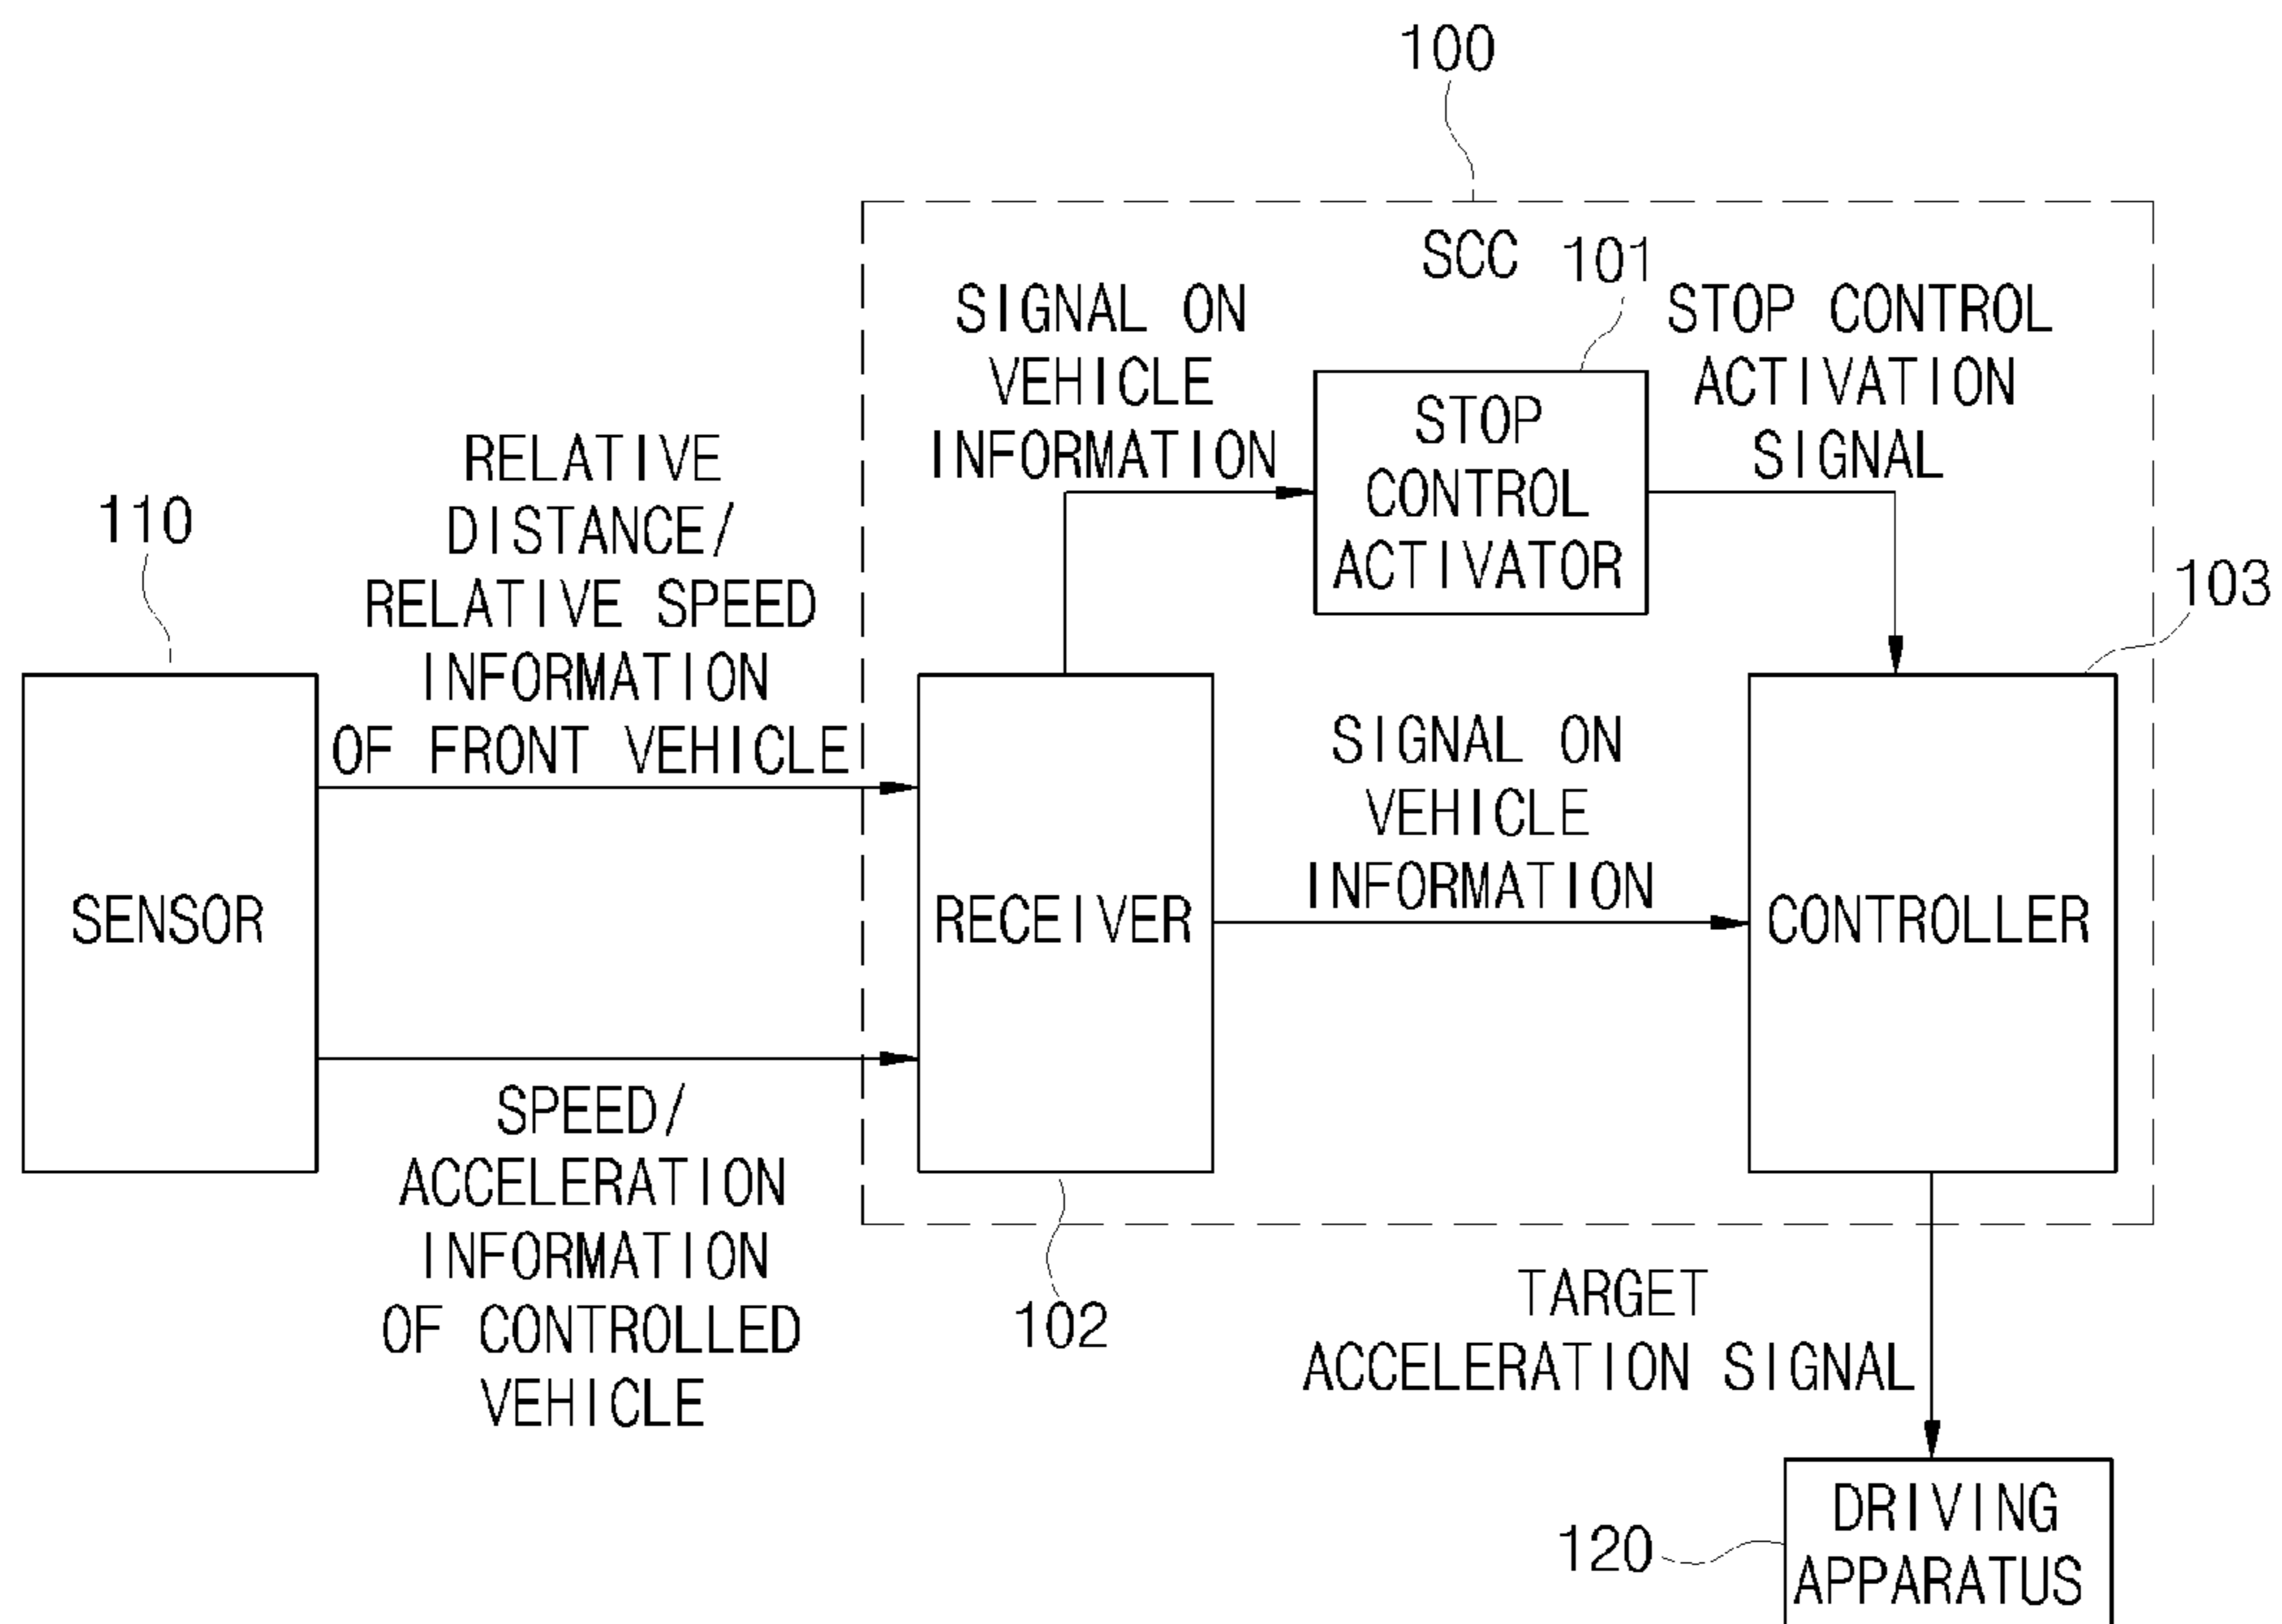 100
SCC
101
SIGNAL ON
VEHICLE
INFORMATION
STOP CONTROL
ACTIVATION
SIGNAL
STOP
CONTROL
ACTIVATOR
110
RELATIVE
DISTANCE/
RELATIVE SPEED
INFORMATION
OF FRONT VEHICLE
103
SENSOR
RECEIVER
SIGNAL ON
VEHICLE
INFORMATION
CONTROLLER
SPEED/
ACCELERATION
INFORMATION
OF CONTROLLED
VEHICLE
102
TARGET
ACCELERATION SIGNAL
120
DRIVING
APPARATUS